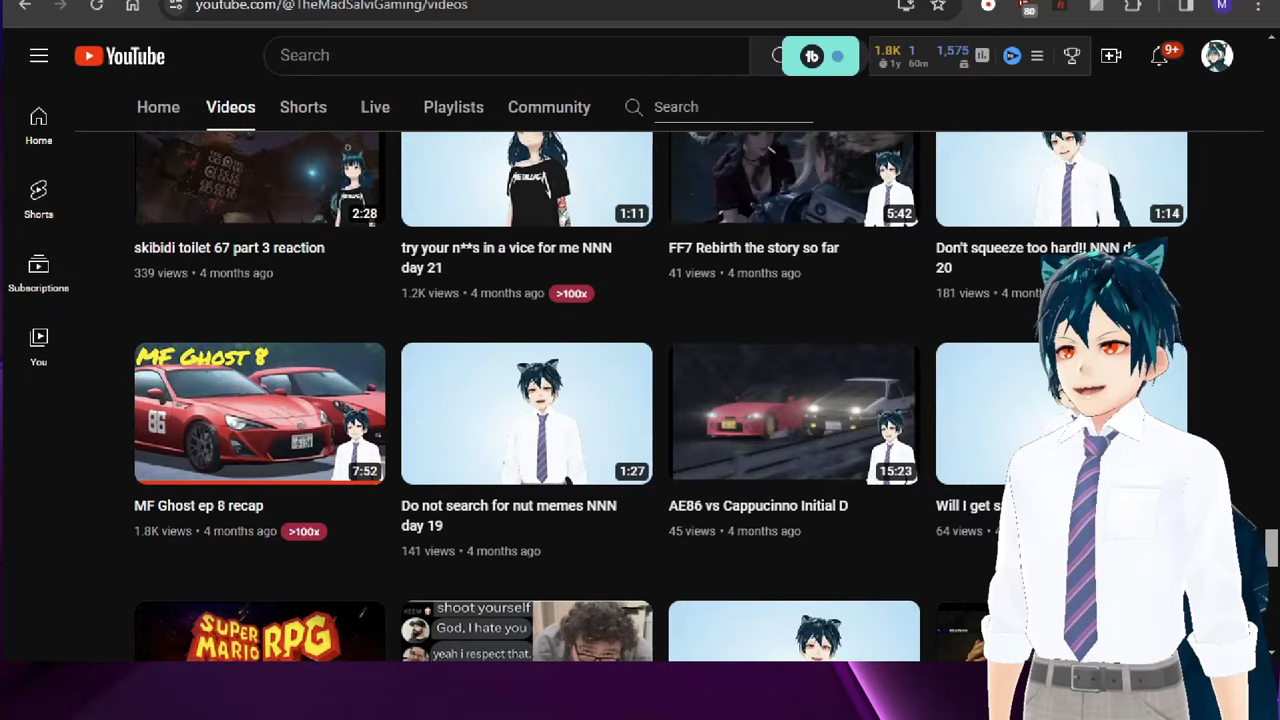 youtube.com/@TheMadSalviGaming/videos
80
M
YouTube
Search
tb
1.8K 1 1,575
1y 60m
9+
Home Videos Shorts Live Playlists Community Search
Home
Shorts
Subscriptions
You
2:28
METALLICA
1:11
5:42
1:14
skibidi toilet 67 part 3 reaction
339 views • 4 months ago
try your n**s in a vice for me NNN
day 21
1.2K views • 4 months ago >100x
FF7 Rebirth the story so far
41 views • 4 months ago
Don't squeeze too hard!! NNN
20
181 views • 4
MF GHOST 8
86
7:52
1:27
15:23
MF Ghost ep 8 recap
1.8K views • 4 months ago >100x
Do not search for nut memes NNN
day 19
141 views • 4 months ago
AE86 vs Cappucinno Initial D
45 views • 4 months ago
Will I get
64 views • 4
SUPER
MARIO RPG
KEEM
shoot yourself
God, I hate you
yeah i respect that.